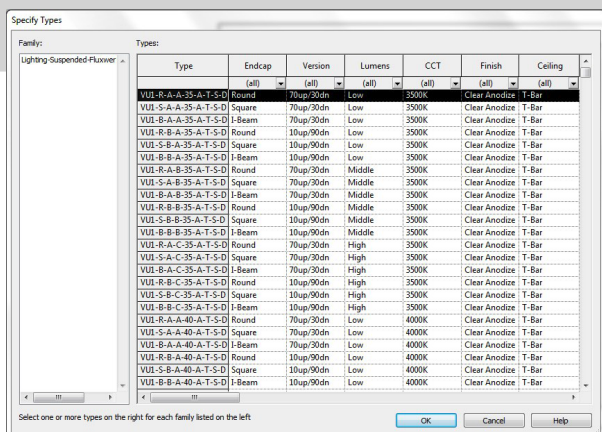 Specify Types
Family: Types:
Lighting-Suspended-Fluxwer
Type Endcap Version Lumens CCT Finish Ceiling
(all) (all) (all) (all) (all) (all)
VU1-R-A-A-35-A-T-S-D Round 70up/30dn Low 3500K Clear Anodize T-Bar
VU1-S-A-A-35-A-T-S-D Square 70up/30dn Low 3500K Clear Anodize T-Bar
VU1-B-A-A-35-A-T-S-D I-Beam 70up/30dn Low 3500K Clear Anodize T-Bar
VU1-R-B-A-35-A-T-S-D Round 10up/90dn Low 3500K Clear Anodize T-Bar
VU1-S-B-A-35-A-T-S-D Square 10up/90dn Low 3500K Clear Anodize T-Bar
VU1-B-B-A-35-A-T-S-D I-Beam 10up/90dn Low 3500K Clear Anodize T-Bar
VU1-R-A-B-35-A-T-S-D Round 70up/30dn Middle 3500K Clear Anodize T-Bar
VU1-S-A-B-35-A-T-S-D Square 70up/30dn Middle 3500K Clear Anodize T-Bar
VU1-B-A-B-35-A-T-S-D I-Beam 70up/30dn Middle 3500K Clear Anodize T-Bar
VU1-R-B-B-35-A-T-S-D Round 10up/90dn Middle 3500K Clear Anodize T-Bar
VU1-S-B-B-35-A-T-S-D Square 10up/90dn Middle 3500K Clear Anodize T-Bar
VU1-B-B-B-35-A-T-S-D I-Beam 10up/90dn Middle 3500K Clear Anodize T-Bar
VU1-R-A-C-35-A-T-S-D Round 70up/30dn High 3500K Clear Anodize T-Bar
VU1-S-A-C-35-A-T-S-D Square 70up/30dn High 3500K Clear Anodize T-Bar
VU1-B-A-C-35-A-T-S-D I-Beam 70up/30dn High 3500K Clear Anodize T-Bar
VU1-R-B-C-35-A-T-S-D Round 10up/90dn High 3500K Clear Anodize T-Bar
VU1-S-B-C-35-A-T-S-D Square 10up/90dn High 3500K Clear Anodize T-Bar
VU1-B-B-C-35-A-T-S-D I-Beam 10up/90dn High 3500K Clear Anodize T-Bar
VU1-R-A-A-40-A-T-S-D Round 70up/30dn Low 4000K Clear Anodize T-Bar
VU1-S-A-A-40-A-T-S-D Square 70up/30dn Low 4000K Clear Anodize T-Bar
VU1-B-A-A-40-A-T-S-D I-Beam 70up/30dn Low 4000K Clear Anodize T-Bar
VU1-R-B-A-40-A-T-S-D Round 10up/90dn Low 4000K Clear Anodize T-Bar
VU1-S-B-A-40-A-T-S-D Square 10up/90dn Low 4000K Clear Anodize T-Bar
VU1-B-B-A-40-A-T-S-D I-Beam 10up/90dn Low 4000K Clear Anodize T-Bar
Select one or more types on the right for each family listed on the left
OK Cancel Help